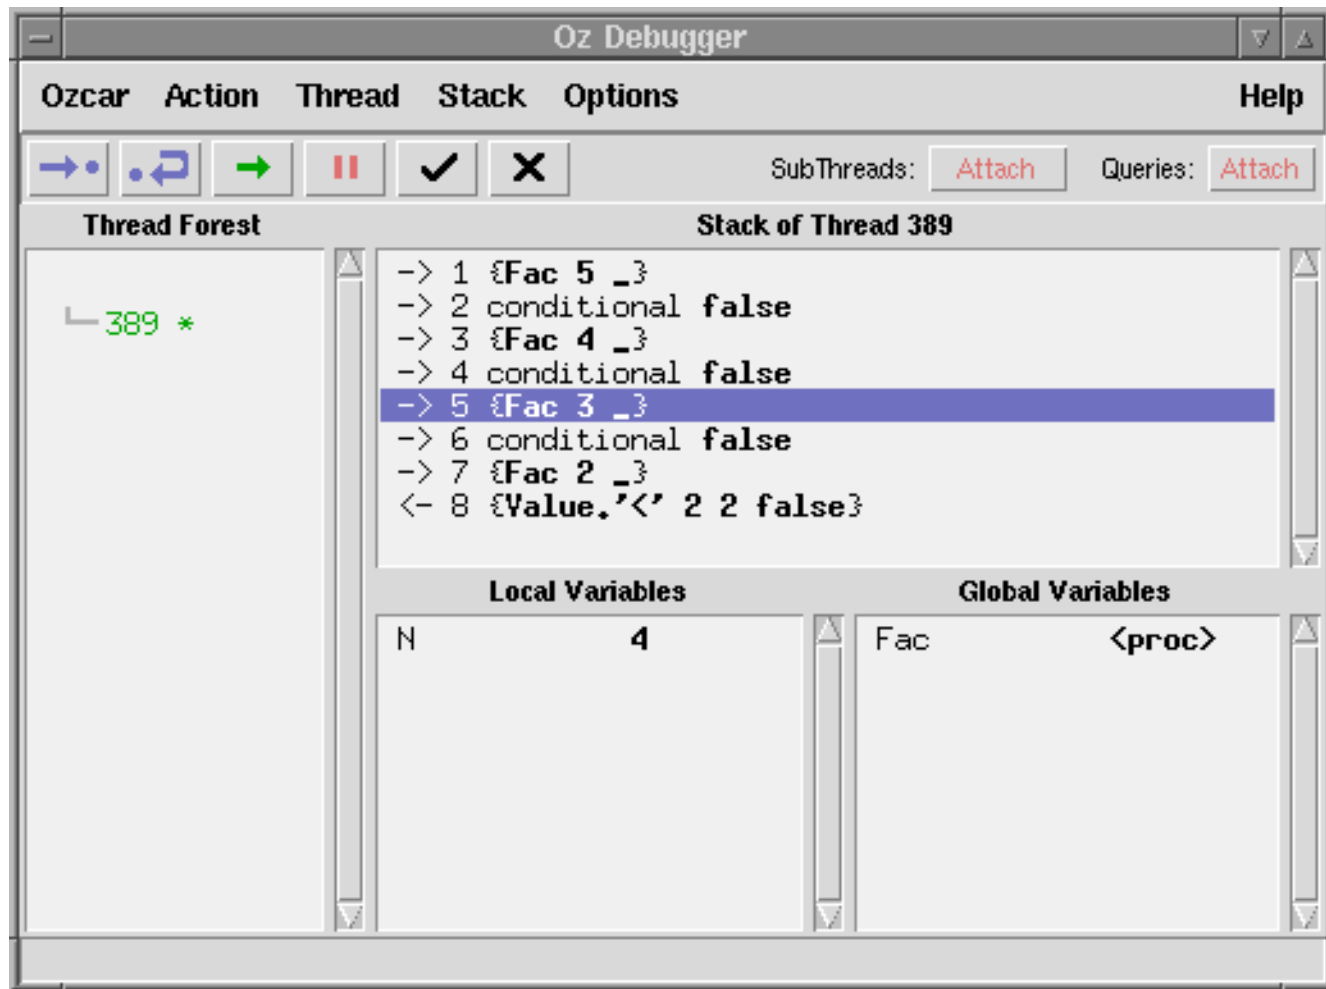 Oz Debugger
Ozcar Action Thread Stack Options Help
SubThreads: Attach Queries: Attach
Thread Forest
389 *
Stack of Thread 389
-> 1 {Fac 5 _}
-> 2 conditional false
-> 3 {Fac 4 _}
-> 4 conditional false
-> 5 {Fac 3 _}
-> 6 conditional false
-> 7 {Fac 2 _}
<- 8 {Value.'<' 2 2 false}
Local Variables
N 4
Global Variables
Fac <proc>